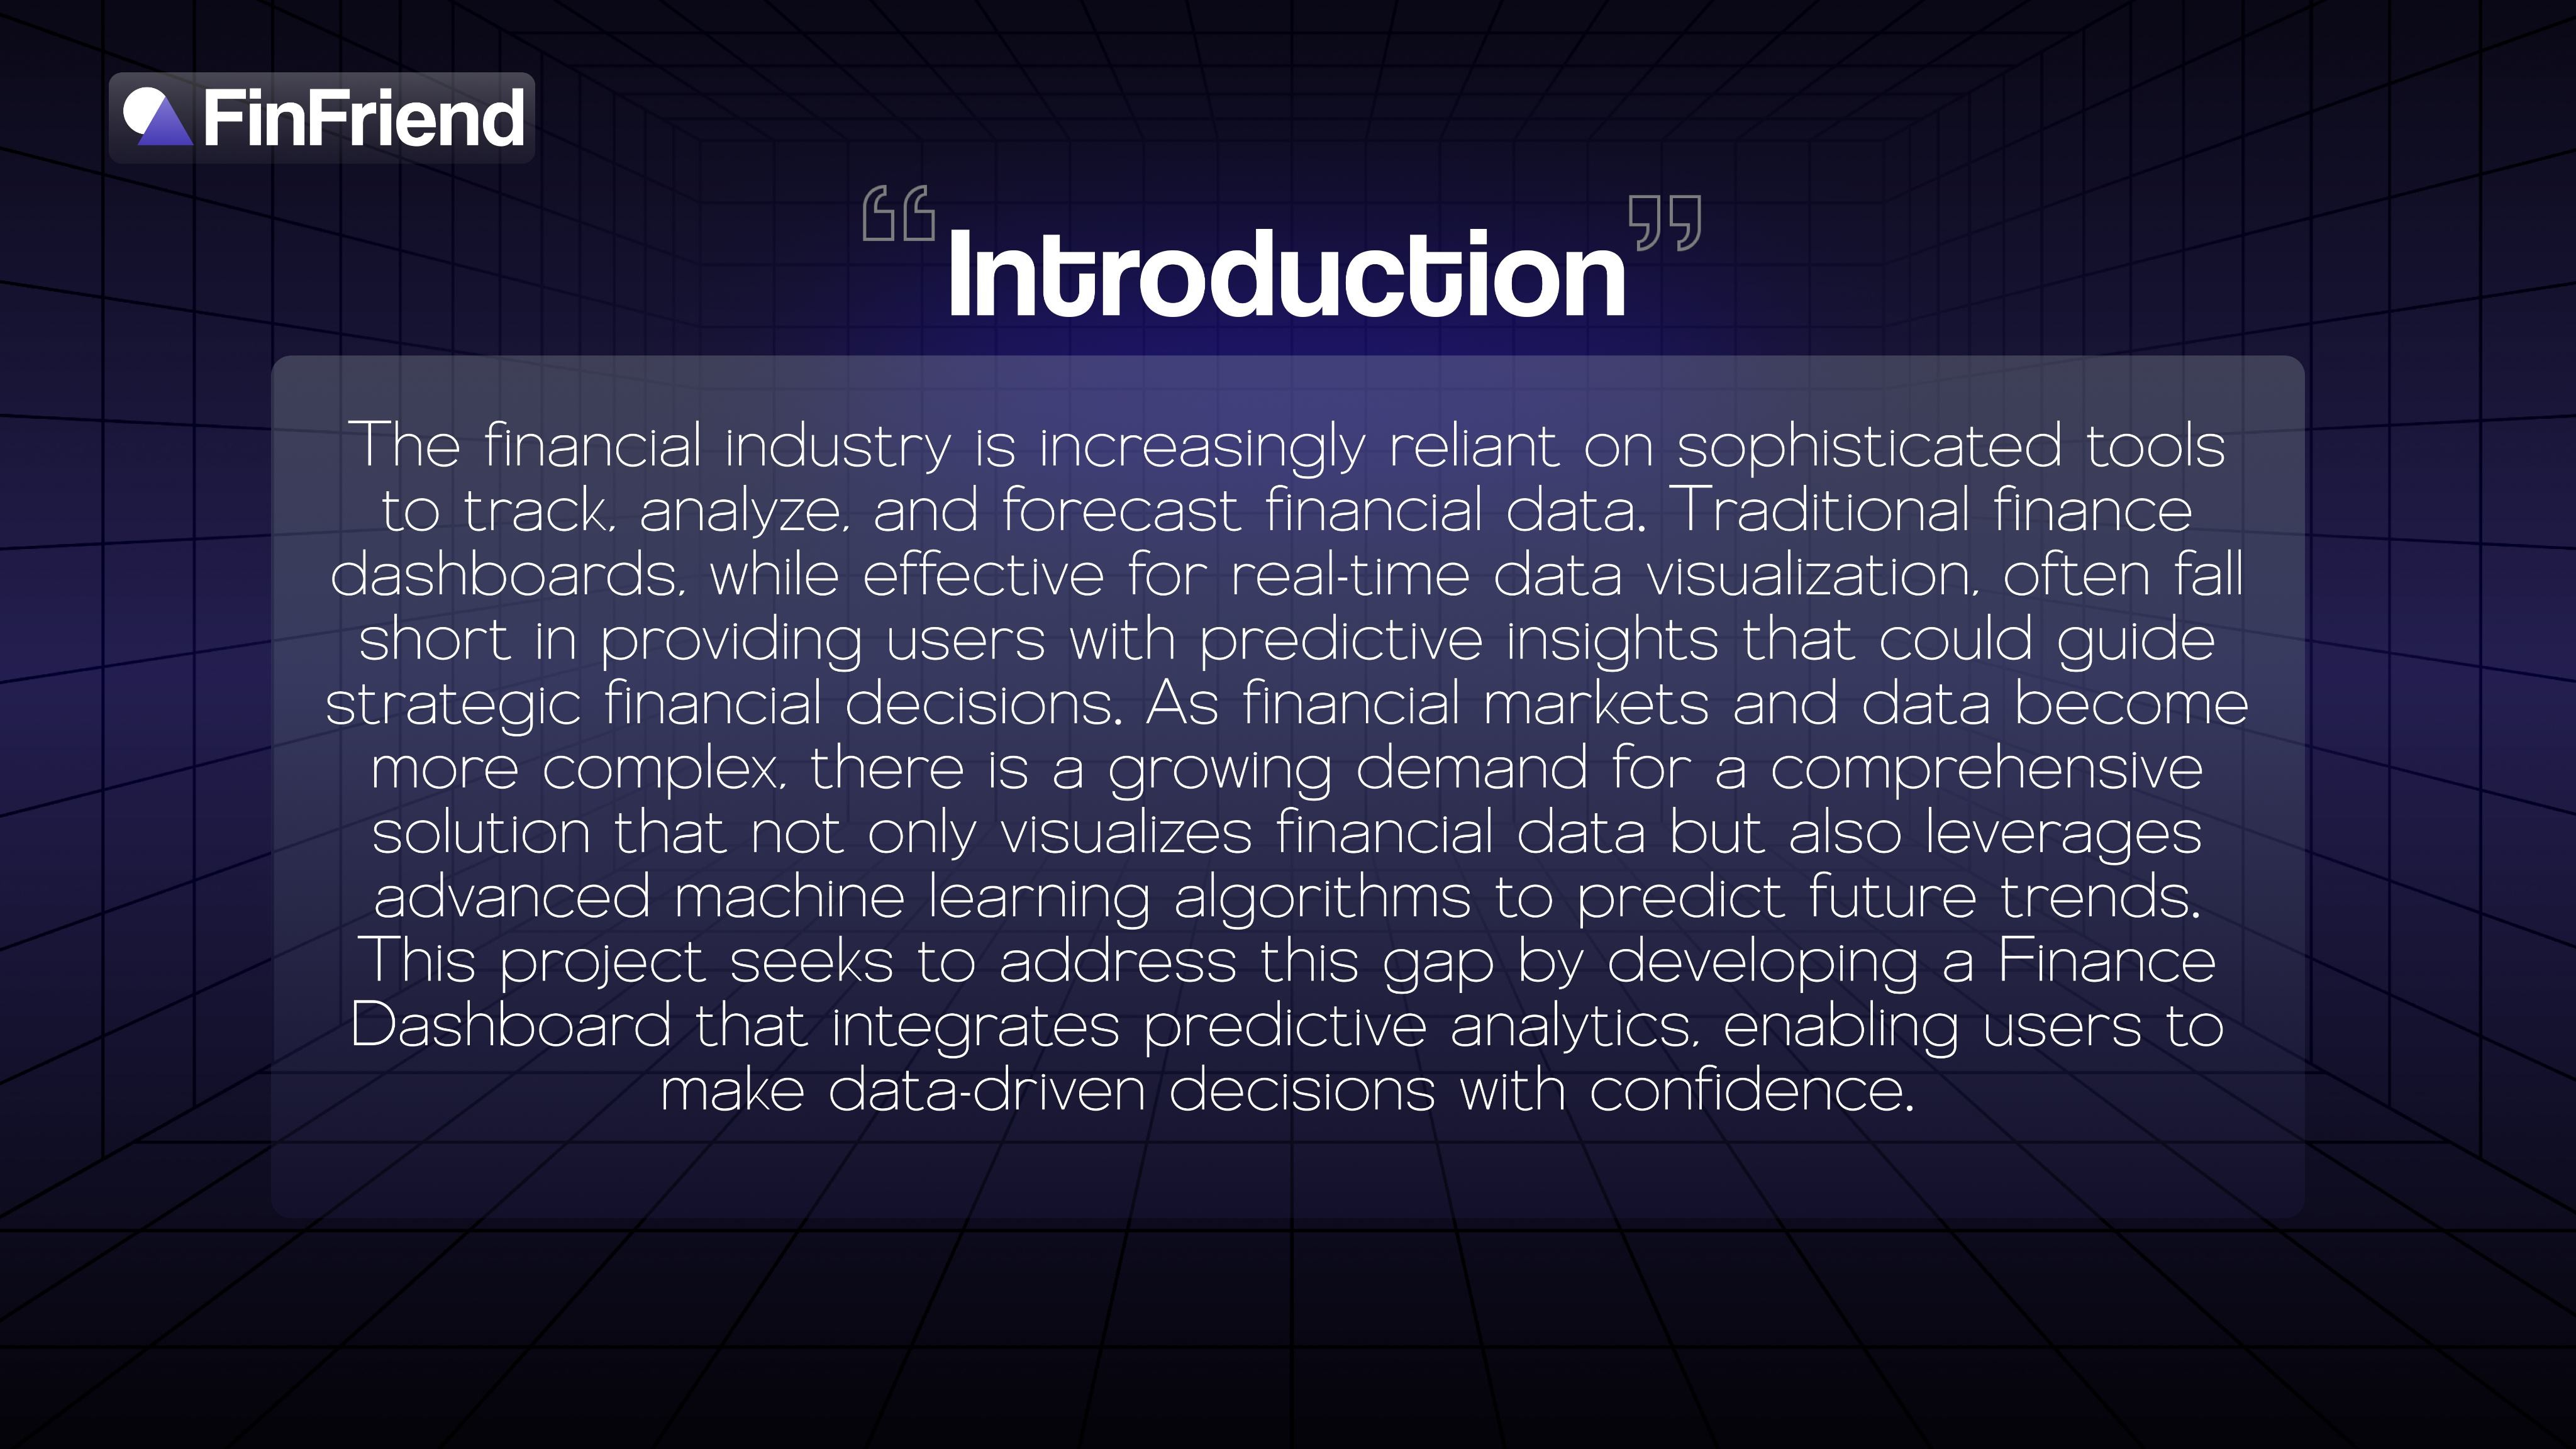 FinFriend
“Introduction”
The financial industry is increasingly reliant on sophisticated tools
to track, analyze, and forecast financial data. Traditional finance
dashboards, while effective for real-time data visualization, often fall
short in providing users with predictive insights that could guide
strategic financial decisions. As financial markets and data become
more complex, there is a growing demand for a comprehensive
solution that not only visualizes financial data but also leverages
advanced machine learning algorithms to predict future trends.
This project seeks to address this gap by developing a Finance
Dashboard that integrates predictive analytics, enabling users to
make data-driven decisions with confidence.